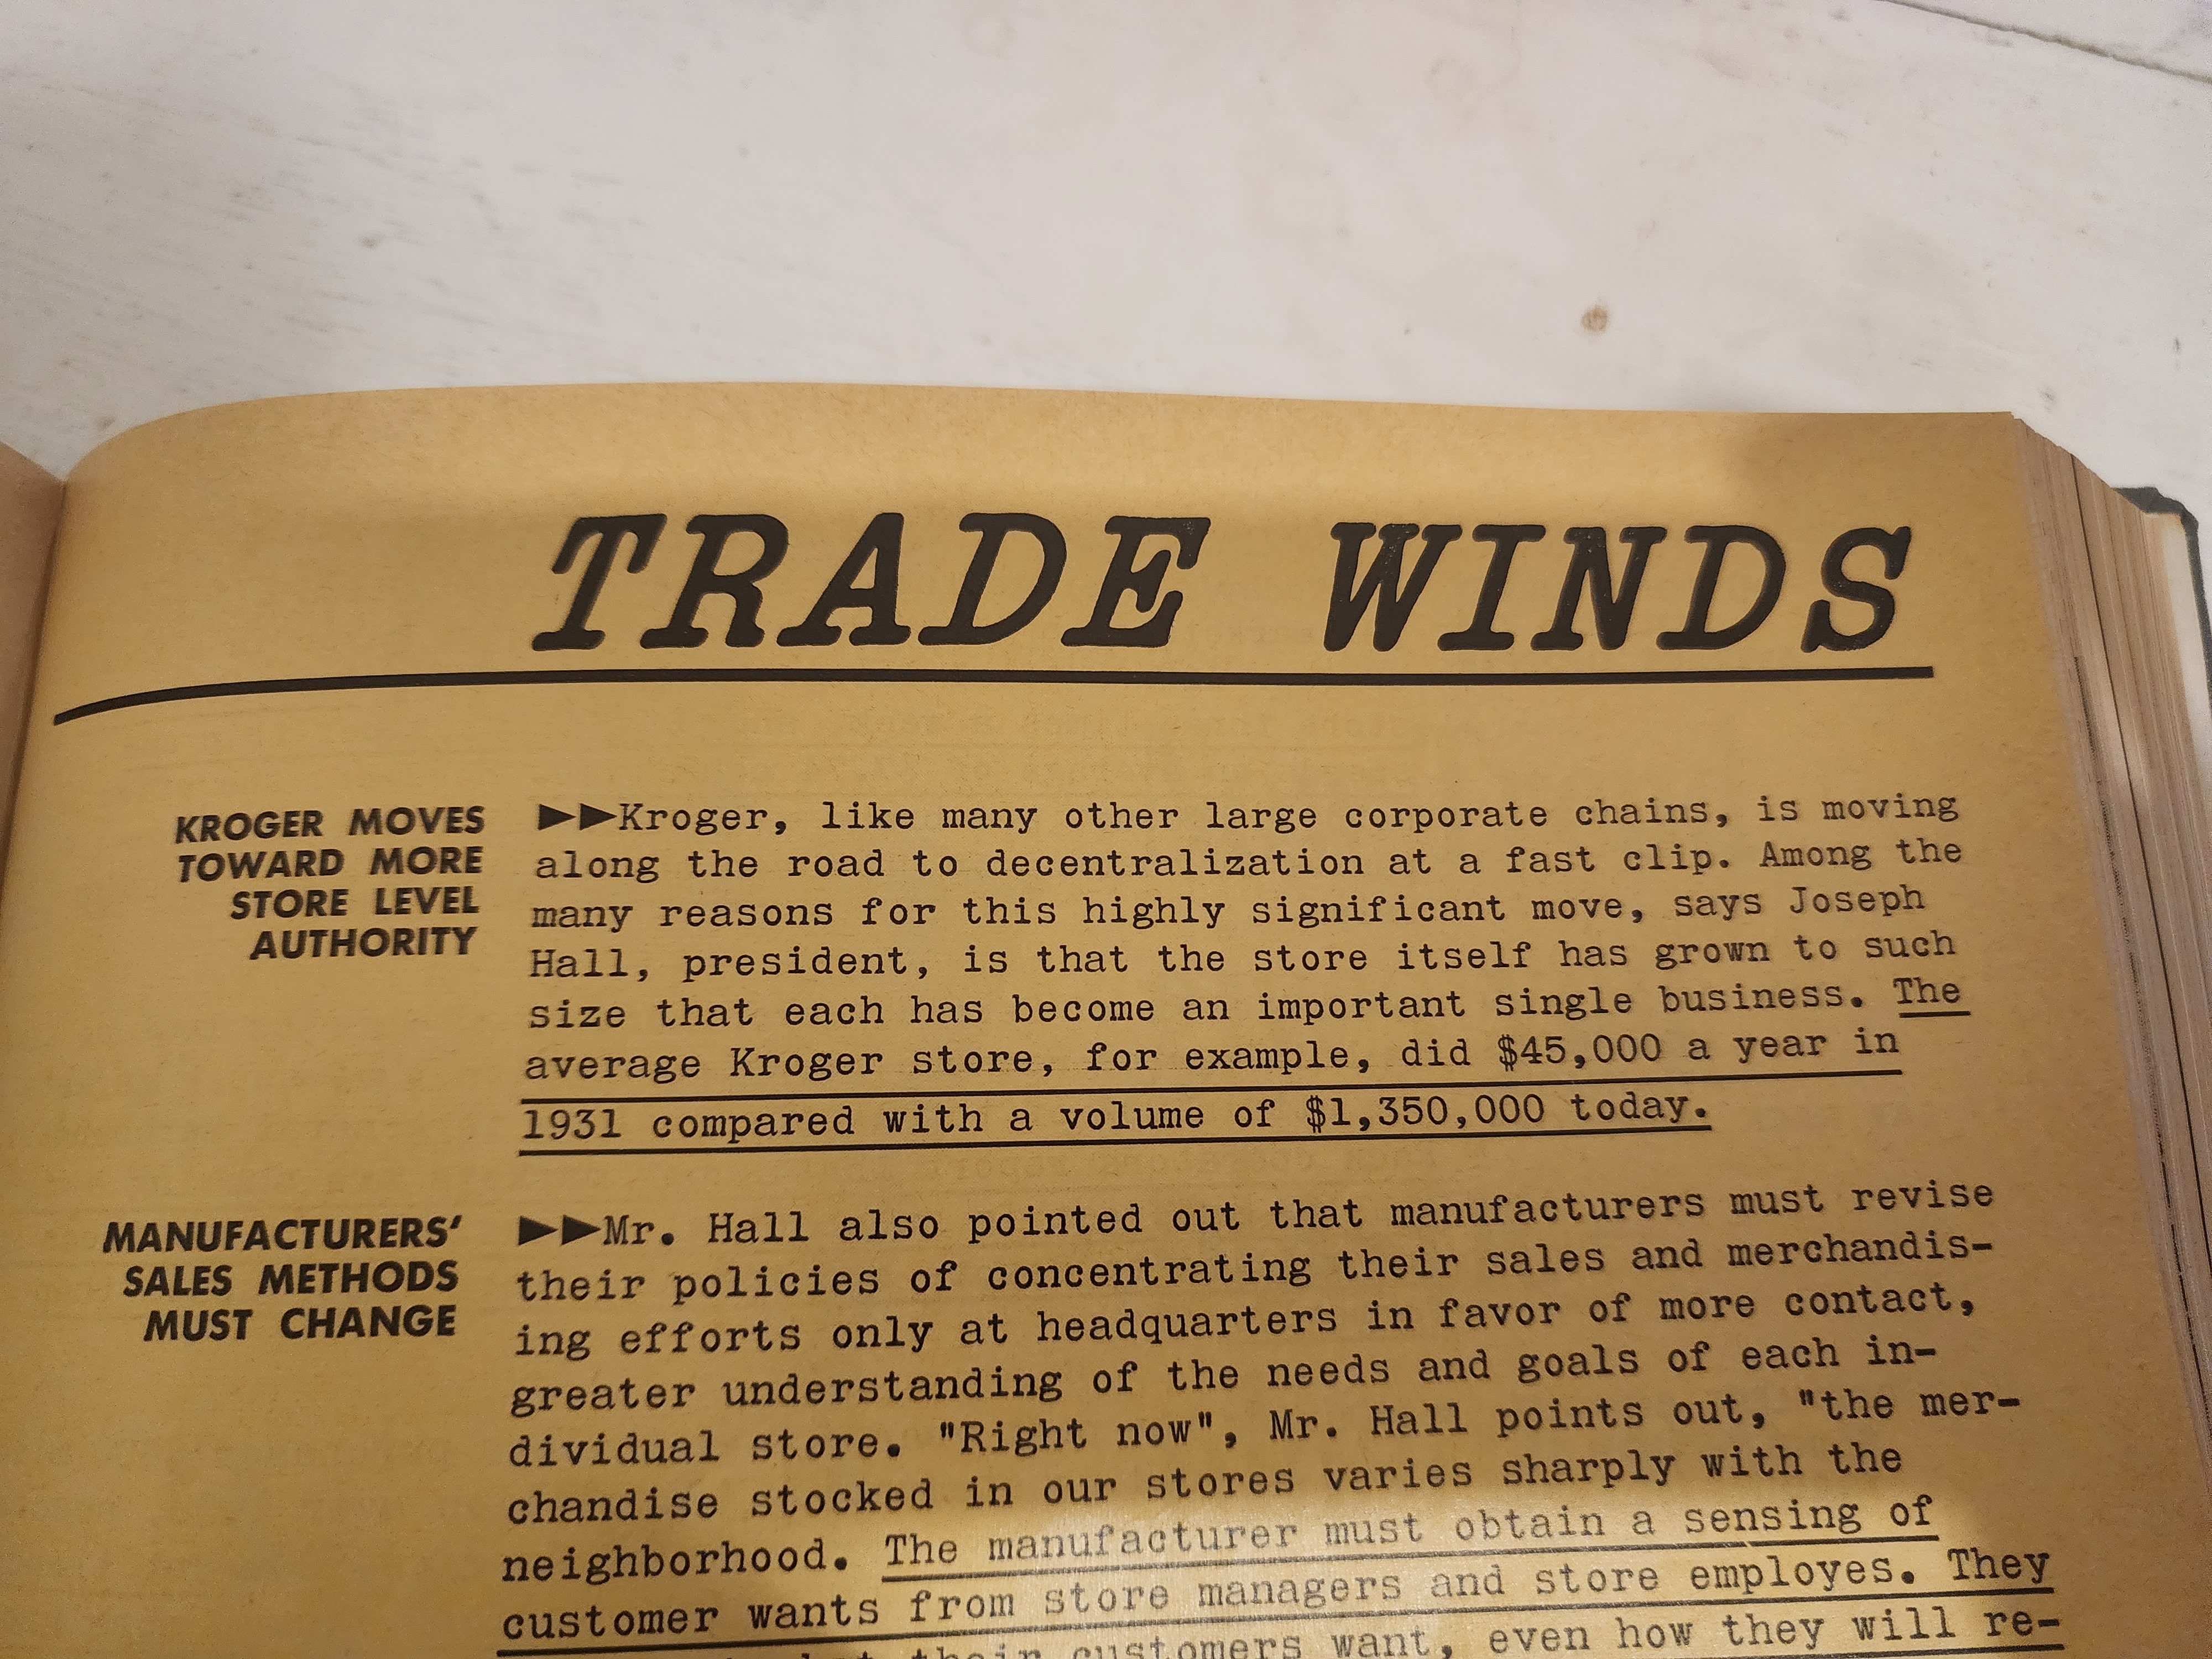 TRADE WINDS
KROGER MOVES
TOWARD MORE
STORE LEVEL
AUTHORITY
▶▶Kroger, like many other large corporate chains, is moving
along the road to decentralization at a fast clip. Among the
many reasons for this highly significant move, says Joseph
Hall, president, is that the store itself has grown to such
size that each has become an important single business. The
average Kroger store, for example, did $45,000 a year in
1931 compared with a volume of $1,350,000 today.
MANUFACTURERS'
SALES METHODS
MUST CHANGE
▶▶Mr. Hall also pointed out that manufacturers must revise
their policies of concentrating their sales and merchandis-
ing efforts only at headquarters in favor of more contact,
greater understanding of the needs and goals of each in-
dividual store. "Right now", Mr. Hall points out, "the mer-
chandise stocked in our stores varies sharply with the
neighborhood. The manufacturer must obtain a sensing of
customer wants from store managers and store employes. They
their customers want, even how they will re-